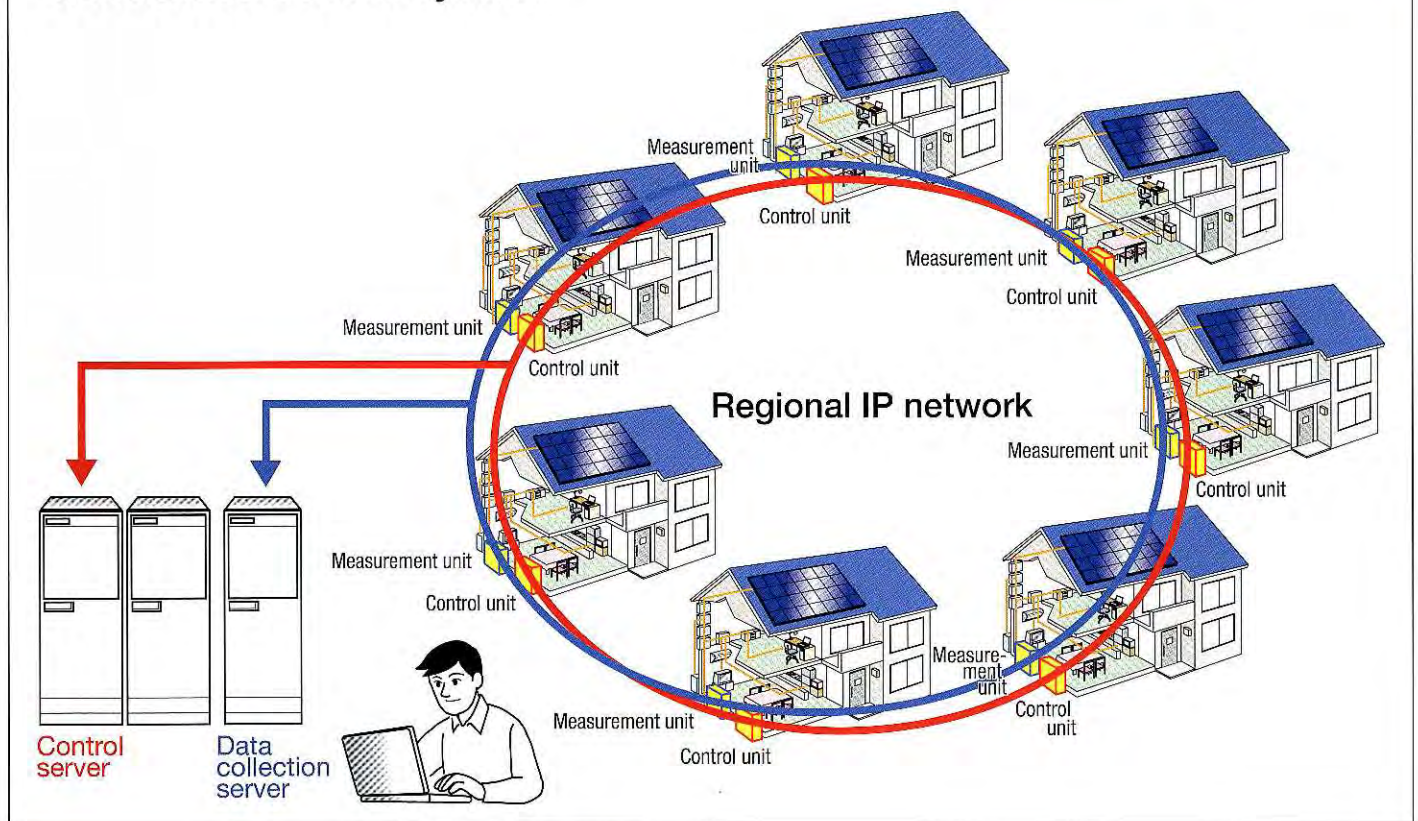 Measurement
unit
Control unit
Measurement unit
Control unit
Measurement unit
Control unit
Regional IP network
Measurement unit
Control unit
Measurement unit
Control unit
Measure-
ment
unit
Control
unit
Measurement unit
Control unit
Control
server
Data
collection
server